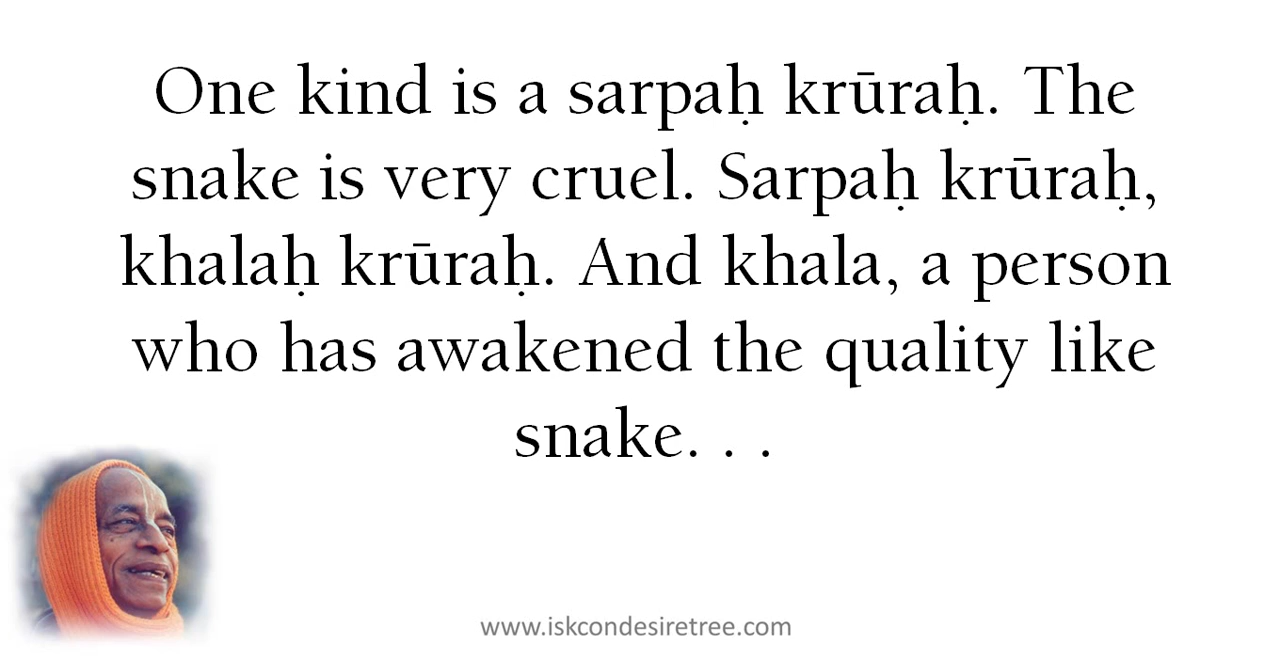 One kind is a sarpaḥ krūraḥ. The
snake is very cruel. Sarpaḥ krūraḥ,
khalaḥ krūraḥ. And khala, a person
who has awakened the quality like
snake. . .
www.iskcondesiretree.com